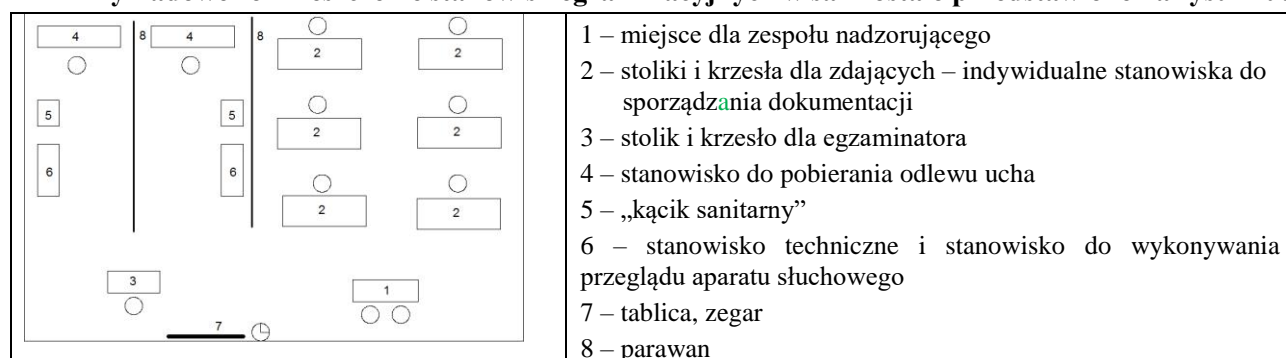 4 8 4 8 2 2
5 5 2 2
6 6 2 2
3 1
7
1 – miejsce dla zespołu nadzorującego
2 – stoliki i krzesła dla zdających – indywidualne stanowiska do
sporządzania dokumentacji
3 – stolik i krzesło dla egzaminatora
4 – stanowisko do pobierania odlewu ucha
5 – „kącik sanitarny”
6 – stanowisko techniczne i stanowisko do wykonywania
przeglądu aparatu słuchowego
7 – tablica, zegar
8 – parawan